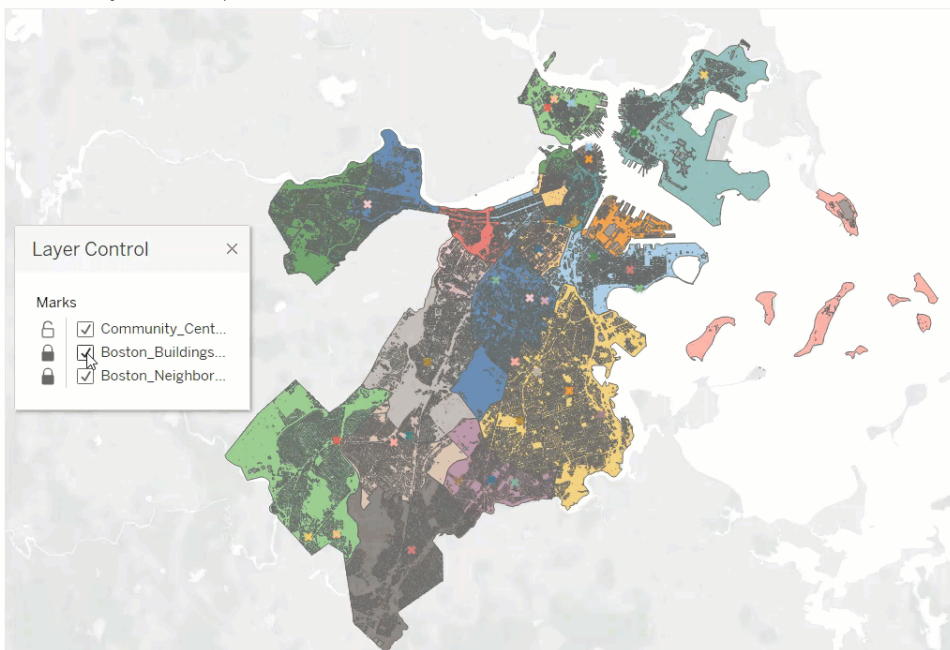 Layer Control
Marks
Community_Cent...
Boston_Buildings...
Boston_Neighbor...